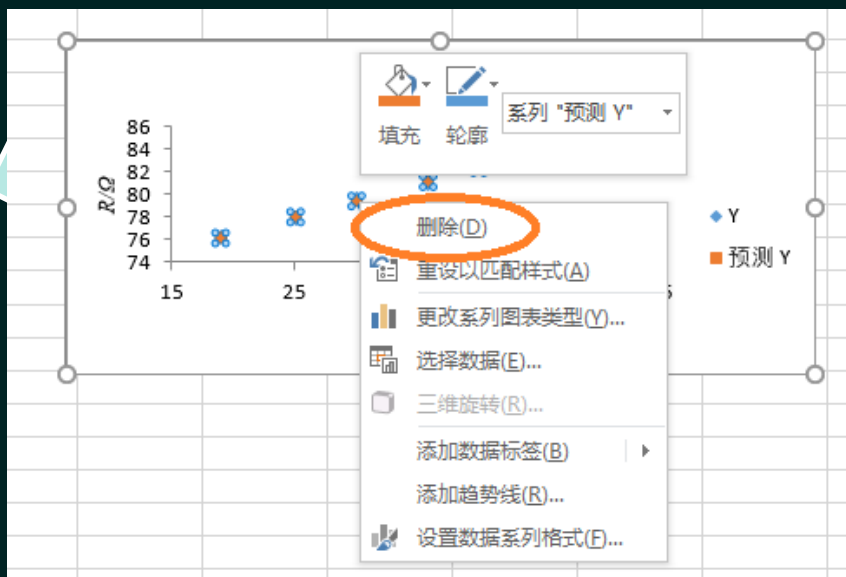 填充 轮廓
系列 "预测 Y"
86
84
82
80
78
76
74
R/Ω
15 25
删除(D)
重设以匹配样式(A)
更改系列图表类型(Y)...
选择数据(E)...
三维旋转(R)...
添加数据标签(B)
添加趋势线(R)...
设置数据系列格式(F)...
Y
预测 Y